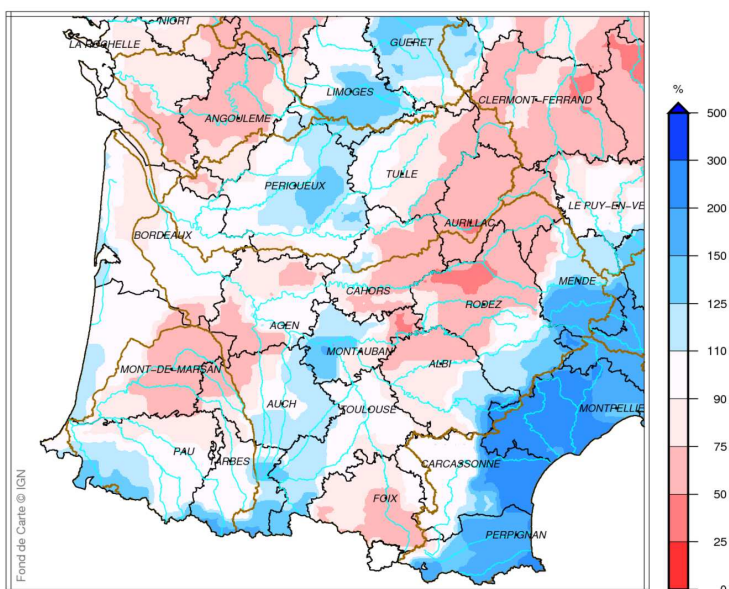 NIORT
LA ROCHELLE
GUERET
%
LIMOGES
CLERMONT-FERRAND
500
ANGOULEME
300
TULLE
PERIGUEUX
LE PUY-EN-VE
200
AURILLAC
BORDEAUX
150
MENDE
CAHORS
RODEZ
125
AGEN
MONTAUBAN
110
ALBI
MONT-DE-MARSAN
90
AUCH
TOULOUSE
MONTPELLIE
75
PAU
TARBES
CARCASSONNE
50
FOIX
25
PERPIGNAN
0
Fond de Carte © IGN